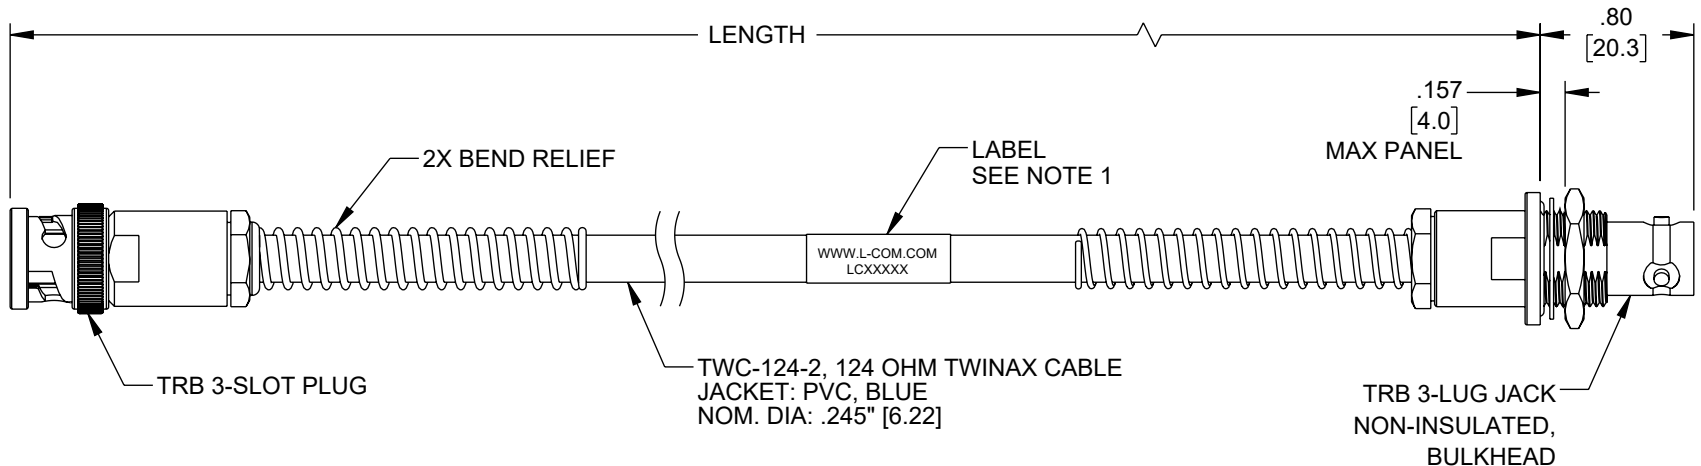 LENGTH
.80
[20.3]
.157
[4.0]
MAX PANEL
2X BEND RELIEF
LABEL
SEE NOTE 1
WWW.L-COM.COM
LCXXXXX
TRB 3-SLOT PLUG
TWC-124-2, 124 OHM TWINAX CABLE
JACKET: PVC, BLUE
NOM. DIA: .245" [6.22]
TRB 3-LUG JACK
NON-INSULATED,
BULKHEAD